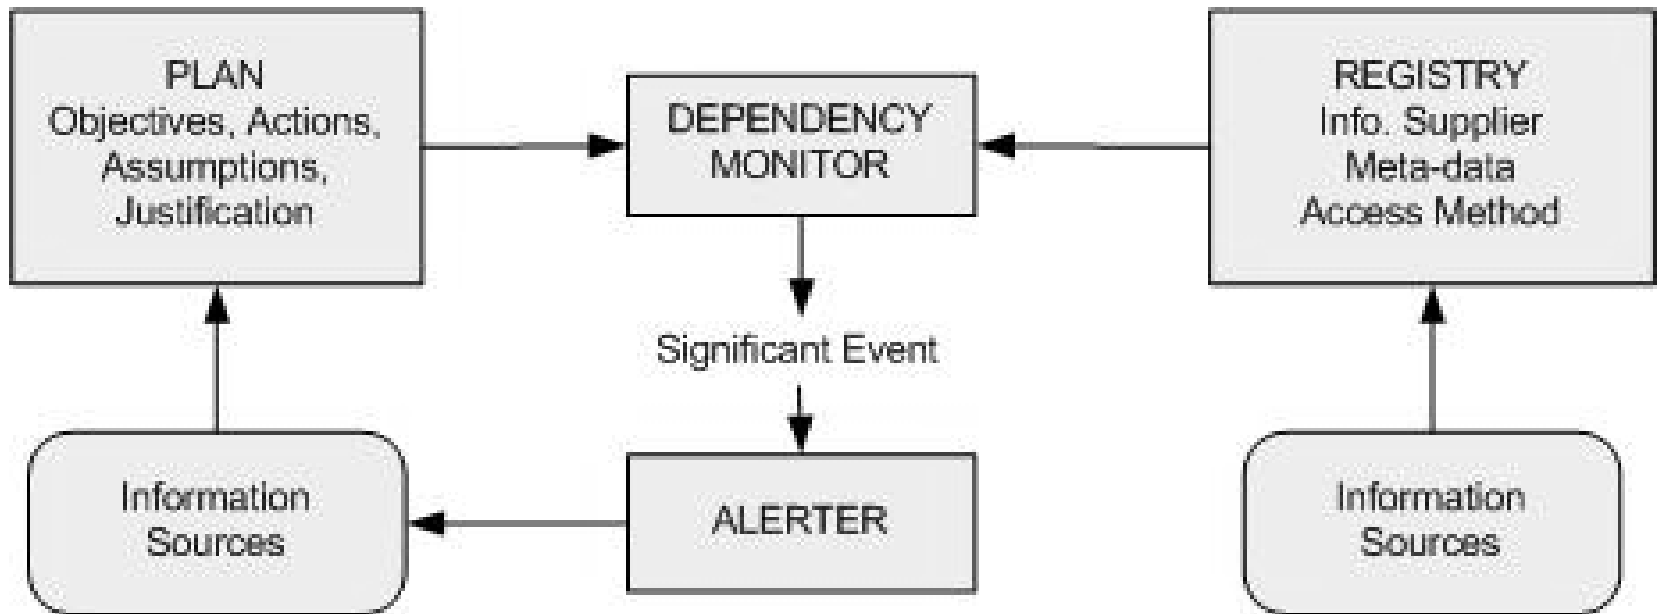 PLAN
Objectives, Actions,
Assumptions,
Justification
DEPENDENCY
MONITOR
REGISTRY
Info. Supplier
Meta-data
Access Method
Significant Event
Information
Sources
ALERTER
Information
Sources